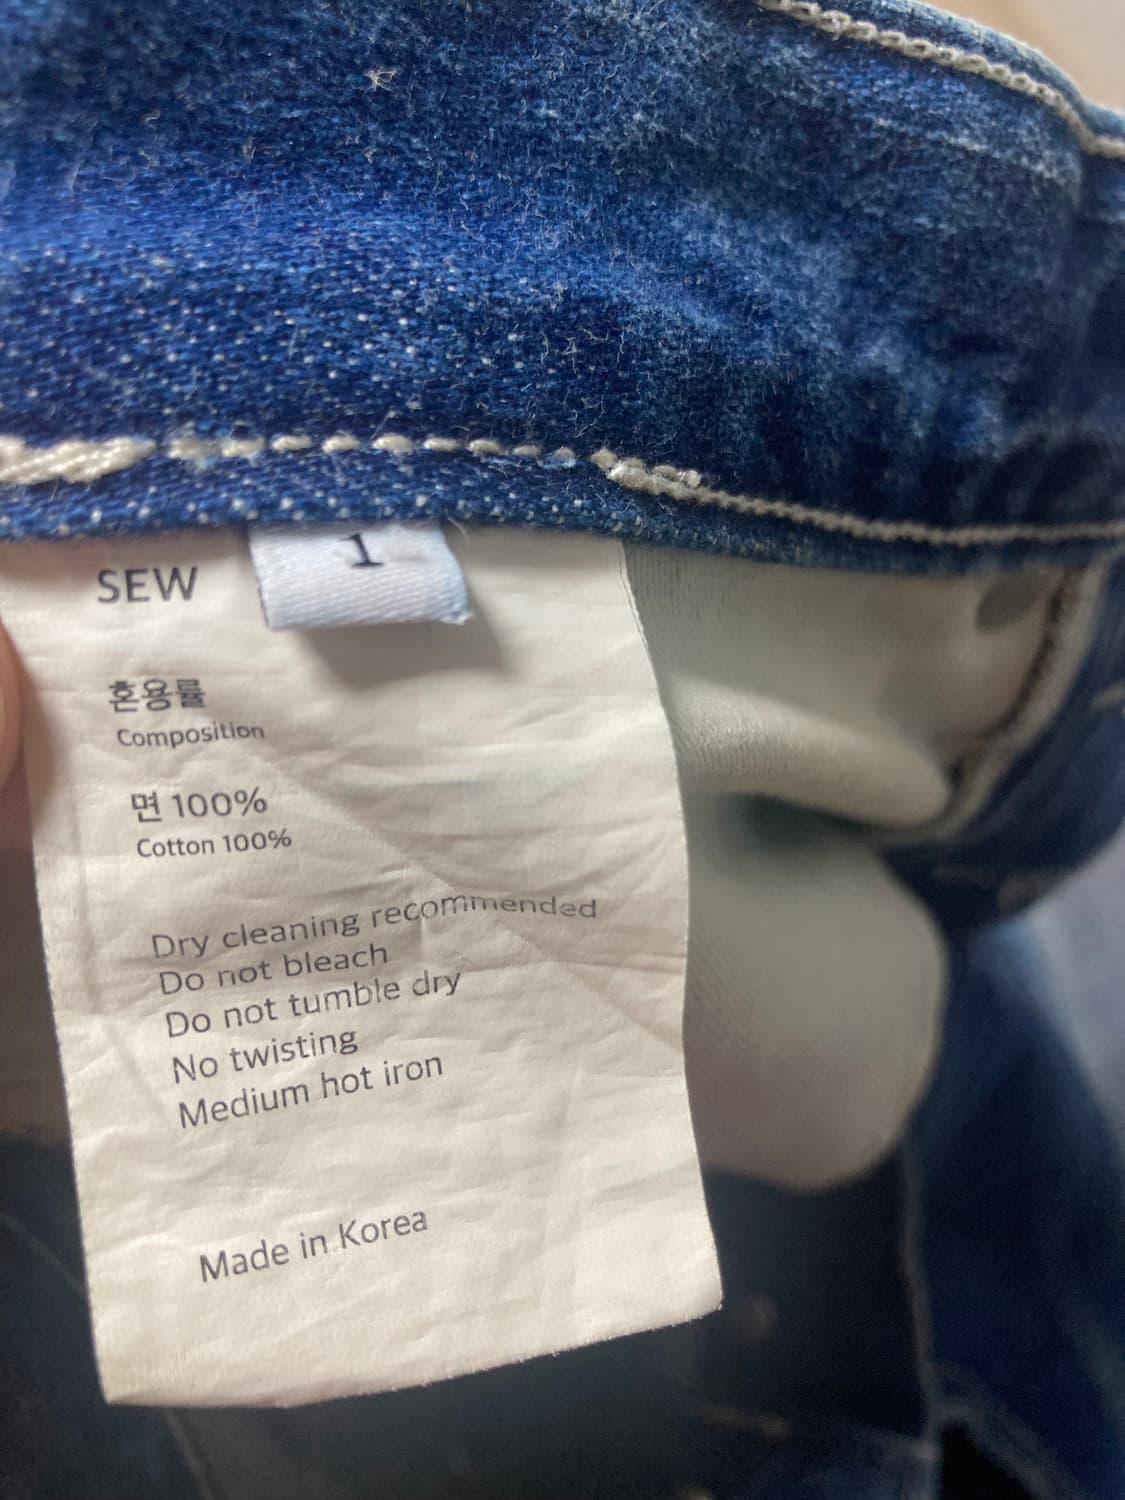 1
SEW
혼용률
Composition
면 100%
Cotton 100%
Dry cleaning recommended
Do not bleach
Do not tumble dry
No twisting
Medium hot iron
Made in Korea